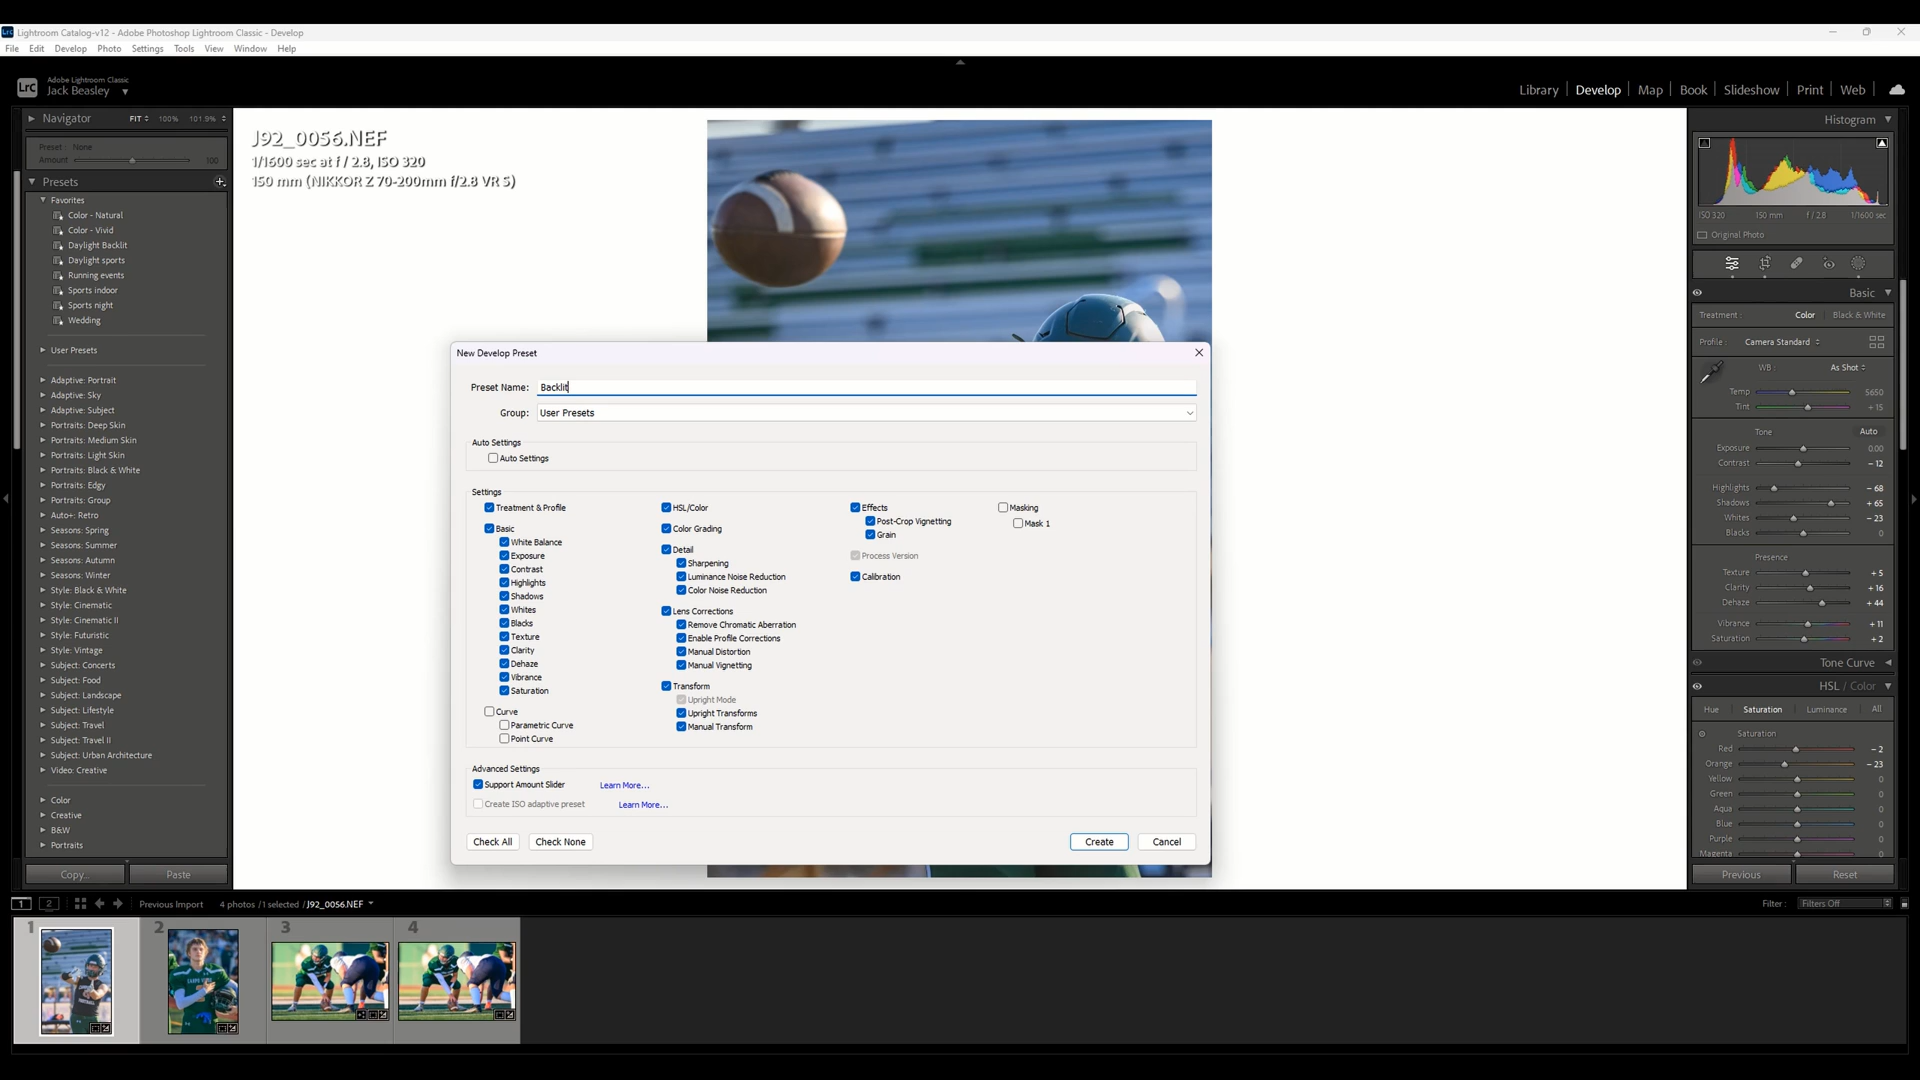 Lightroom Catalog-v12 - Adobe Photoshop Lightroom Classic - Develop
File Edit Develop Photo Settings Tools View Window Help
Adobe Lightroom Classic
Jack Beasley
Library Develop Map Book Slideshow Print Web
Navigator FIT 100% 101.9%
Preset: None
Amount 100
Presets
Favorites
Color - Natural
Color - Vivid
Daylight Backlit
Daylight sports
Running events
Sports indoor
Sports night
Wedding
User Presets
Adaptive: Portrait
Adaptive: Sky
Adaptive: Subject
Portraits: Deep Skin
Portraits: Medium Skin
Portraits: Light Skin
Portraits: Black & White
Portraits: Edgy
Portraits: Group
Auto+: Retro
Seasons: Spring
Seasons: Summer
Seasons: Autumn
Seasons: Winter
Style: Black & White
Style: Cinematic
Style: Cinematic II
Style: Futuristic
Style: Vintage
Subject: Concerts
Subject: Food
Subject: Landscape
Subject: Lifestyle
Subject: Travel
Subject: Travel II
Subject: Urban Architecture
Video: Creative
Color
Creative
B&W
Portraits
Copy... Paste
J92_0056.NEF
1/1600 sec at f / 2.8, ISO 320
150 mm (NIKKOR Z 70-200mm f/2.8 VR S)
New Develop Preset
Preset Name: Backlit
Group: User Presets
Auto Settings
Auto Settings
Settings
Treatment & Profile
Basic
White Balance
Exposure
Contrast
Highlights
Shadows
Whites
Blacks
Texture
Clarity
Dehaze
Vibrance
Saturation
Curve
Parametric Curve
Point Curve
HSL/Color
Color Grading
Detail
Sharpening
Luminance Noise Reduction
Color Noise Reduction
Lens Corrections
Remove Chromatic Aberration
Enable Profile Corrections
Manual Distortion
Manual Vignetting
Transform
Upright Mode
Upright Transforms
Manual Transform
Effects
Post-Crop Vignetting
Grain
Process Version
Calibration
Masking
Mask 1
Advanced Settings
Support Amount Slider Learn More...
Create ISO adaptive preset Learn More...
Check All Check None Create Cancel
Histogram
ISO 320 150 mm f / 2.8 1/1600 sec
Original Photo
Basic
Treatment: Color Black & White
Profile: Camera Standard
WB: As Shot
Temp 5650
Tint + 15
Tone Auto
Exposure 0.00
Contrast - 12
Highlights - 68
Shadows + 65
Whites - 23
Blacks 0
Presence
Texture + 5
Clarity + 16
Dehaze + 44
Vibrance + 11
Saturation + 2
Tone Curve
HSL / Color
Hue Saturation Luminance All
Saturation
Red - 2
Orange - 23
Yellow 0
Green 0
Aqua 0
Blue 0
Purple 0
Magenta 0
Previous Reset
1 2 Previous Import 4 photos /1 selected /J92_0056.NEF
Filter: Filters Off
1 2 3 4